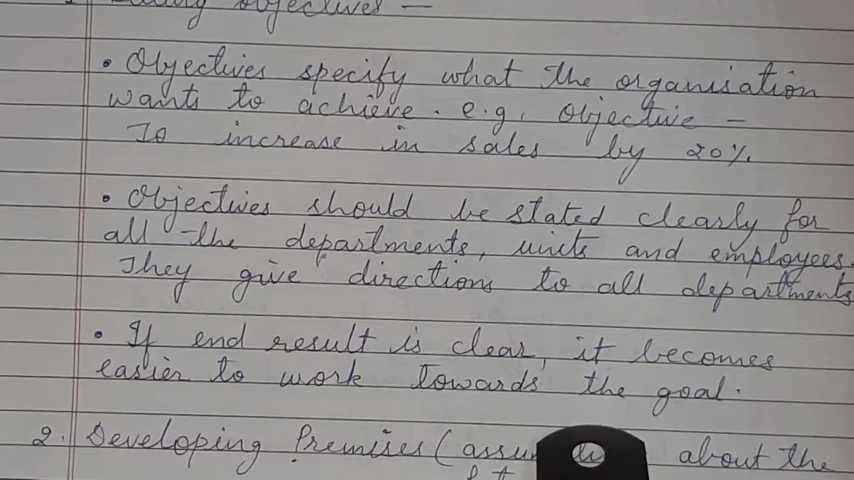 objectives —
• Objectives specify what the organisation
wants to achieve. e.g. Objective –
To increase in sales by 20%.
• Objectives should be stated clearly for
all the departments, units and employees.
They give directions to all departments
• If end result is clear, it becomes
easier to work towards the goal.
2. Developing Premises ( about the